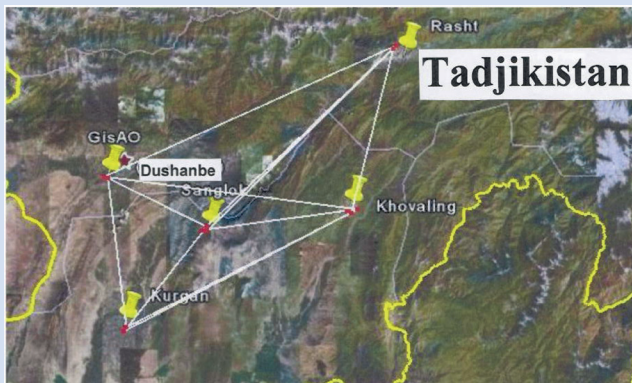 Rasht
Tadjikistan
GisAO
Dushanbe
Sanglok
Khovaling
Kurgan